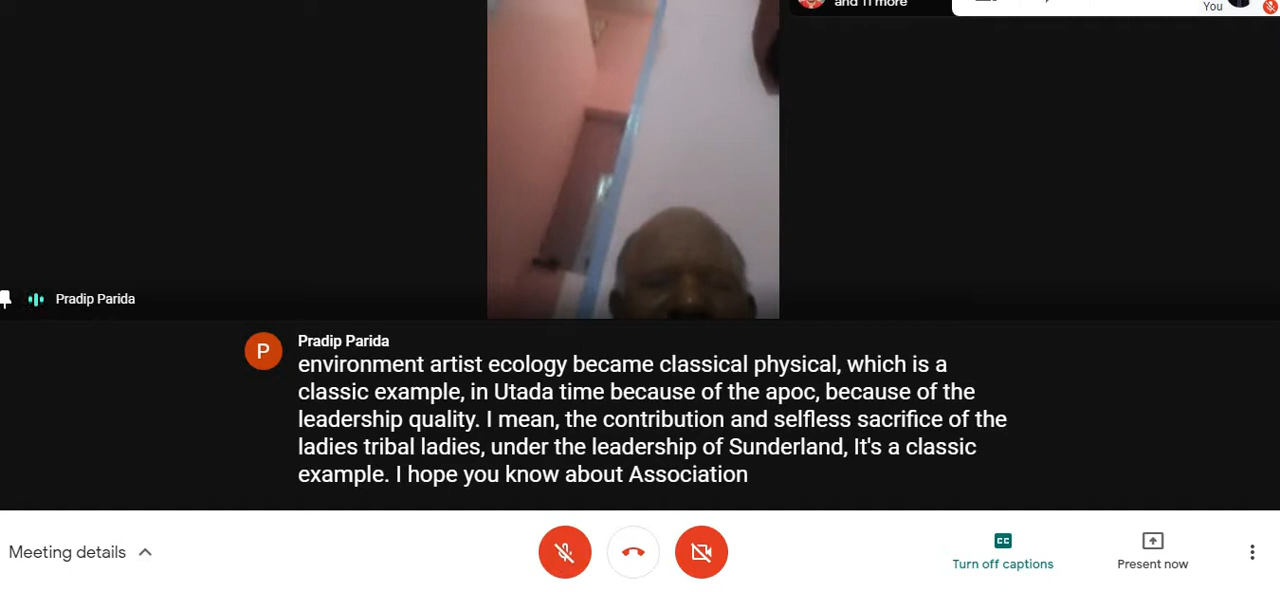 and 11 more
You
Pradip Parida
P
Pradip Parida
environment artist ecology became classical physical, which is a
classic example, in Utada time because of the apoc, because of the
leadership quality. I mean, the contribution and selfless sacrifice of the
ladies tribal ladies, under the leadership of Sunderland, It's a classic
example. I hope you know about Association
Meeting details
CC
Turn off captions
Present now